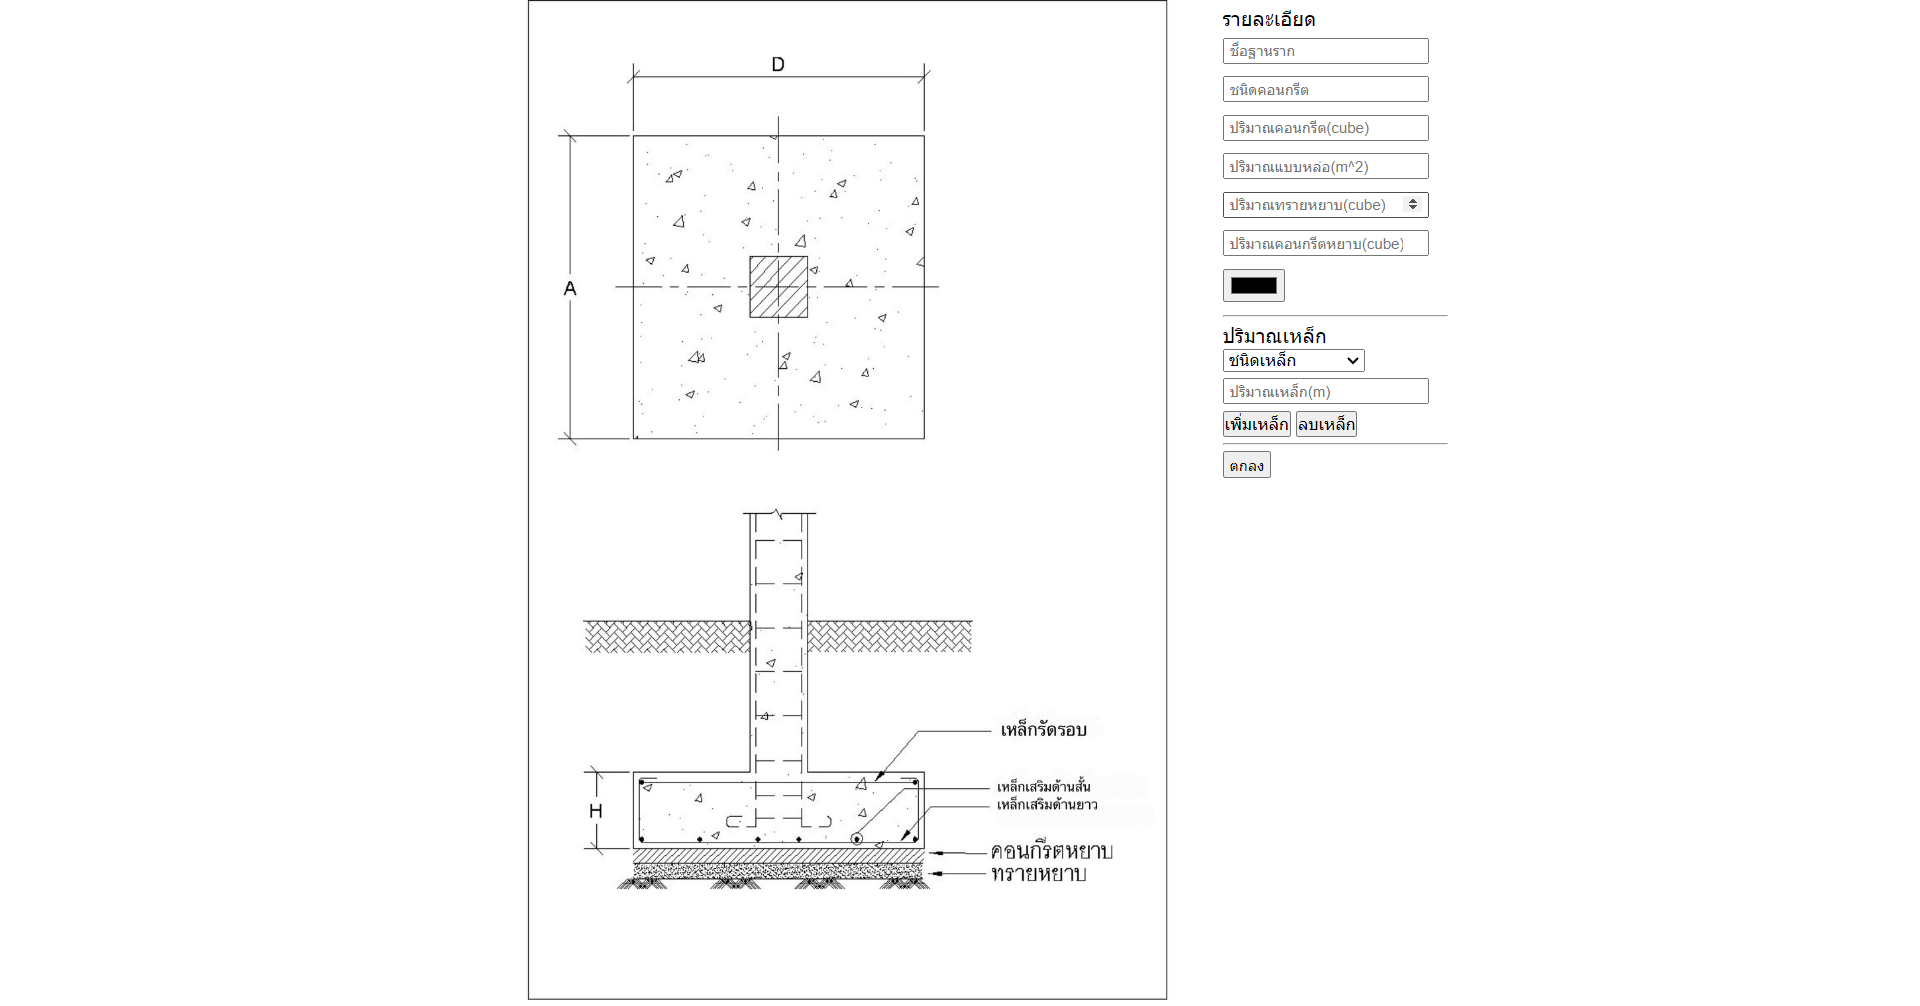 D
A
H
เหล็กรัดรอบ
เหล็กเสริมด้านสั้น
เหล็กเสริมด้านยาว
คอนกรีตหยาบ
ทรายหยาบ
รายละเอียด
ชื่อฐานราก
ชนิดคอนกรีต
ปริมาณคอนกรีต(cube)
ปริมาณแบบหล่อ(m^2)
ปริมาณทรายหยาบ(cube)
ปริมาณคอนกรีตหยาบ(cube)
ปริมาณเหล็ก
ชนิดเหล็ก
ปริมาณเหล็ก(m)
เพิ่มเหล็ก ลบเหล็ก
ตกลง